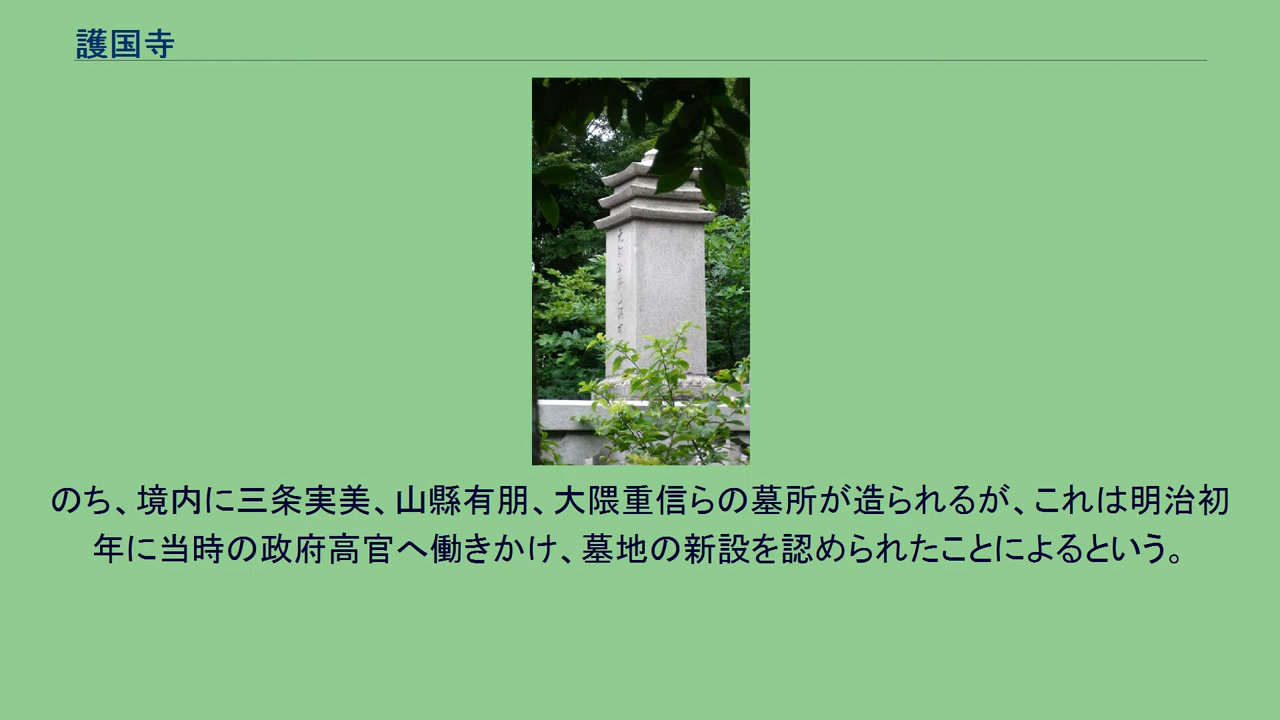 護国寺
のち、境内に三条実美、山縣有朋、大隈重信らの墓所が造られるが、これは明治初
年に当時の政府高官へ働きかけ、墓地の新設を認められたことによるという。